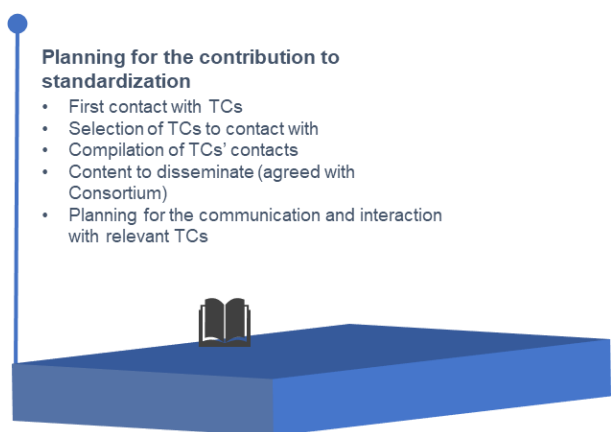 Planning for the contribution to
standardization
• First contact with TCs
• Selection of TCs to contact with
• Compilation of TCs' contacts
• Content to disseminate (agreed with
Consortium)
• Planning for the communication and interaction
with relevant TCs